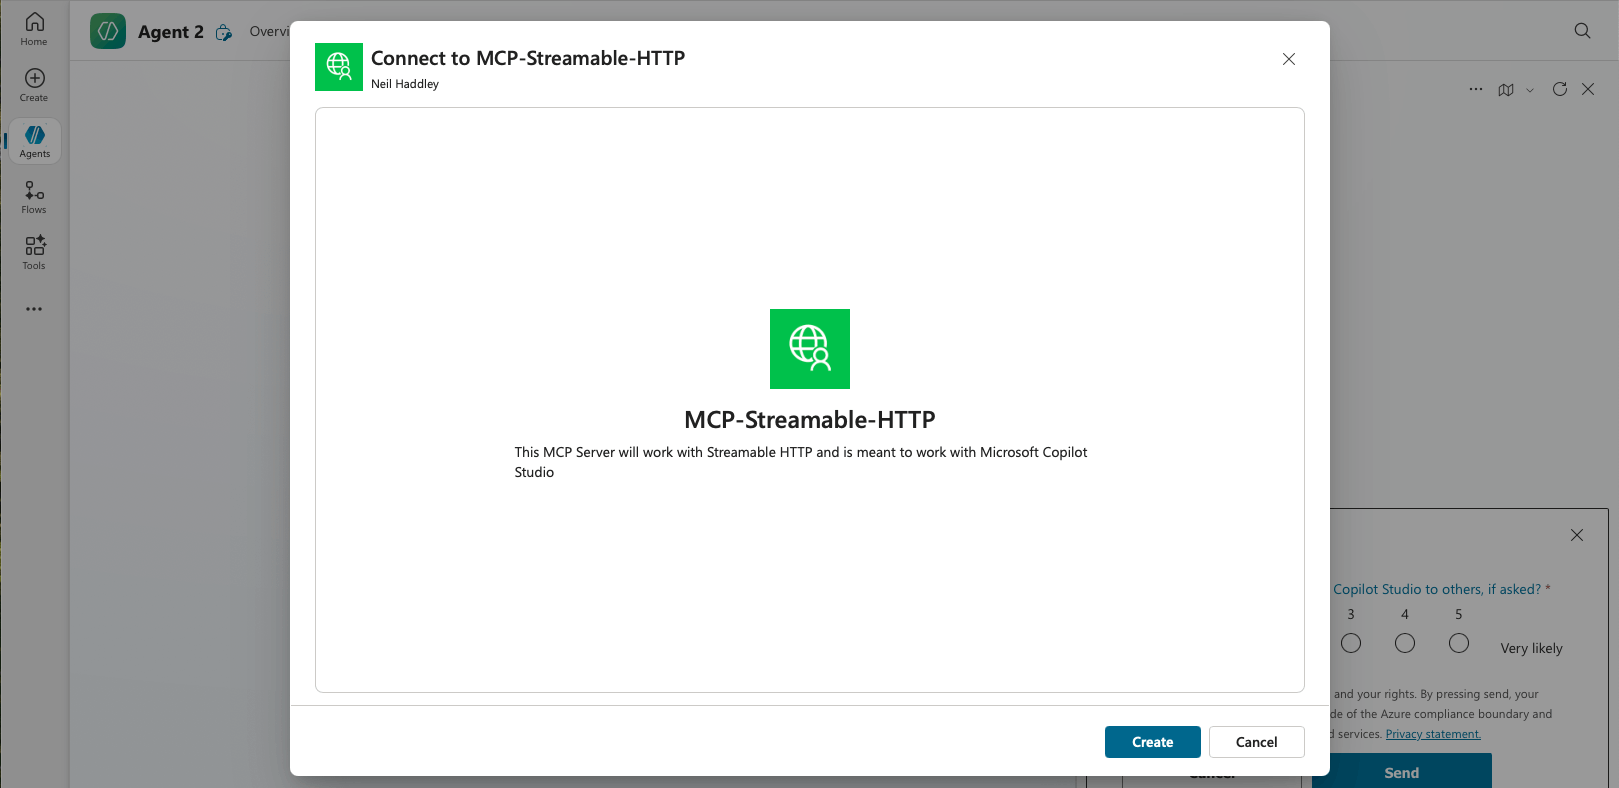 Home
Create
Agents
Flows
Tools
Agent 2
Connect to MCP-Streamable-HTTP
Neil Haddley
MCP-Streamable-HTTP
This MCP Server will work with Streamable HTTP and is meant to work with Microsoft Copilot
Studio
Create
Cancel
Copilot Studio to others, if asked? *
3 4 5
Very likely
and your rights. By pressing send, your
of the Azure compliance boundary and
services. Privacy statement.
Cancel
Send